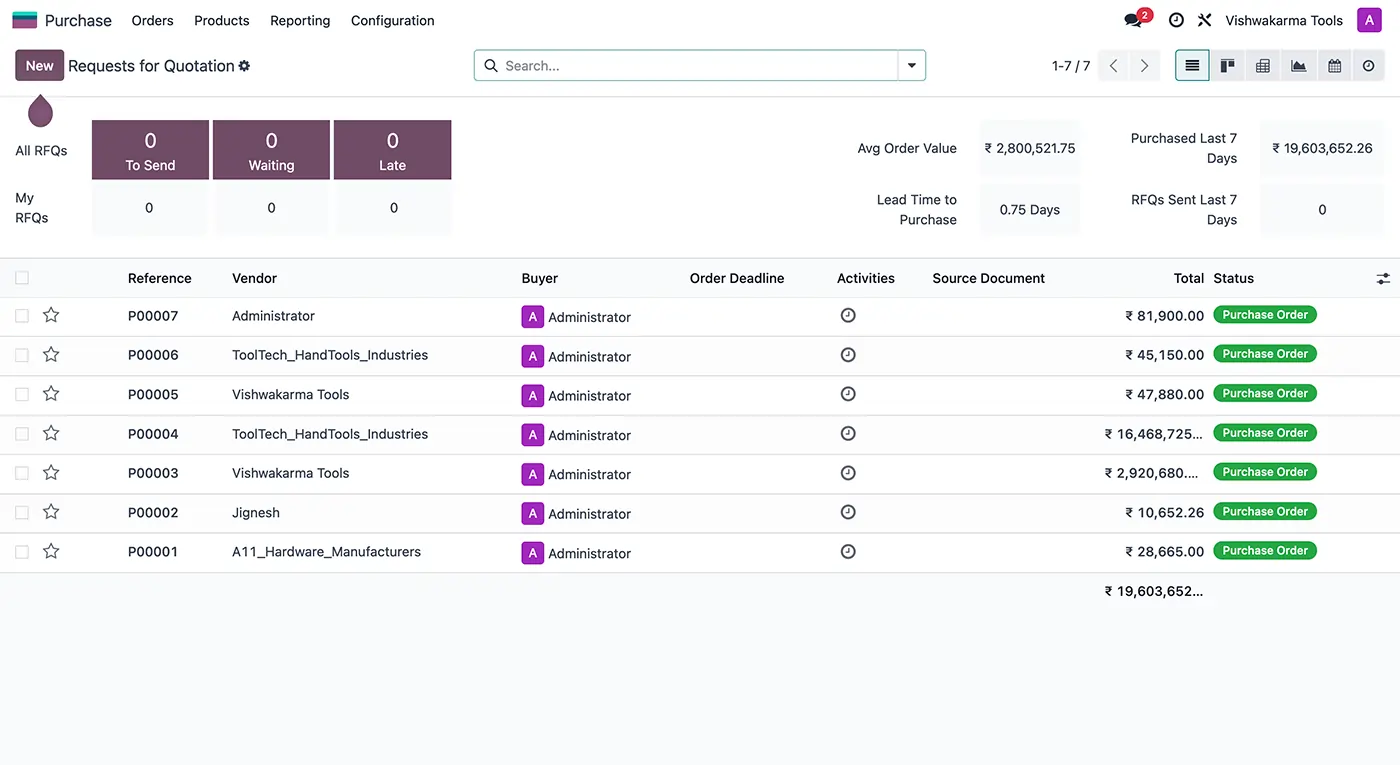 Purchase Orders Products Reporting Configuration 2 Vishwakarma Tools A
New Requests for Quotation Search... 1-7 / 7
All RFQs 0 To Send 0 Waiting 0 Late
My RFQs 0 0 0
Avg Order Value ₹ 2,800,521.75 Purchased Last 7 Days ₹ 19,603,652.26
Lead Time to Purchase 0.75 Days RFQs Sent Last 7 Days 0
Reference Vendor Buyer Order Deadline Activities Source Document Total Status
P00007 Administrator A Administrator ₹ 81,900.00 Purchase Order
P00006 ToolTech_HandTools_Industries A Administrator ₹ 45,150.00 Purchase Order
P00005 Vishwakarma Tools A Administrator ₹ 47,880.00 Purchase Order
P00004 ToolTech_HandTools_Industries A Administrator ₹ 16,468,725... Purchase Order
P00003 Vishwakarma Tools A Administrator ₹ 2,920,680.... Purchase Order
P00002 Jignesh A Administrator ₹ 10,652.26 Purchase Order
P00001 A11_Hardware_Manufacturers A Administrator ₹ 28,665.00 Purchase Order
₹ 19,603,652...